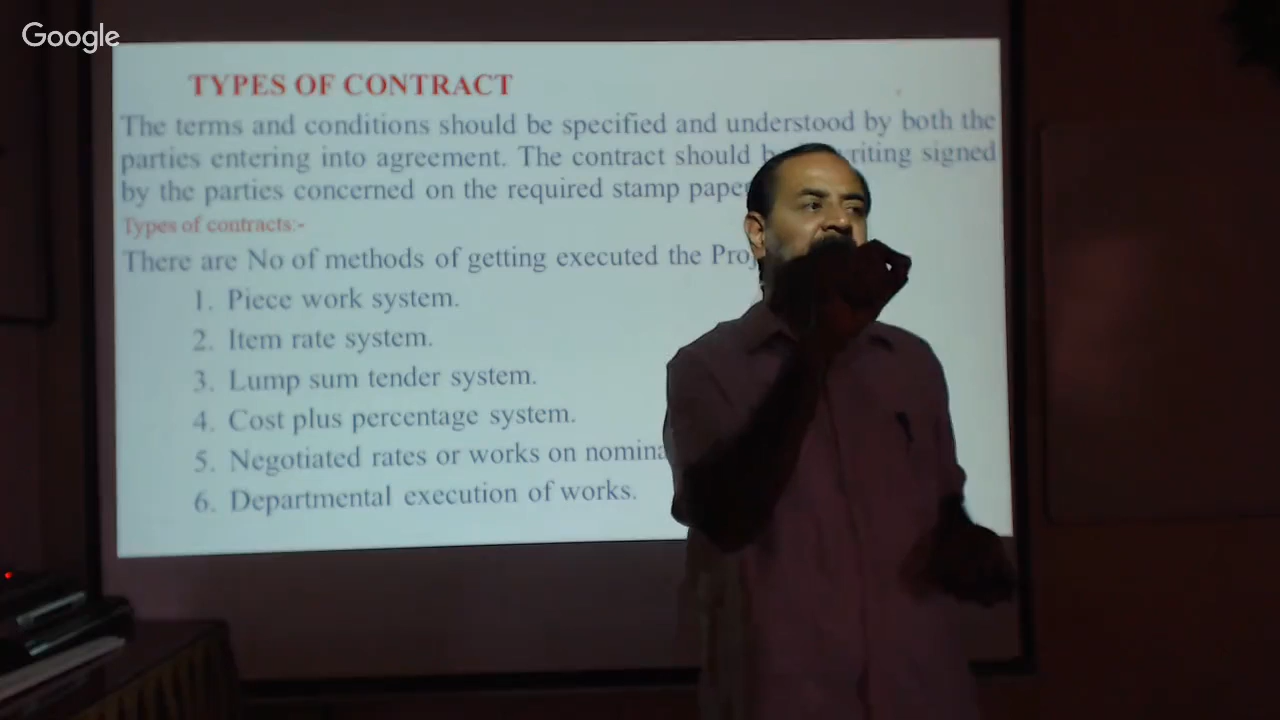 Google
TYPES OF CONTRACT
The terms and conditions should be specified and understood by both the
parties entering into agreement. The contract should writing signed
by the parties concerned on the required stamp paper
Types of contracts:-
There are No of methods of getting executed the
1. Piece work system.
2. Item rate system.
3. Lump sum tender system.
4. Cost plus percentage system.
5. Negotiated rates or works on
6. Departmental execution of works.